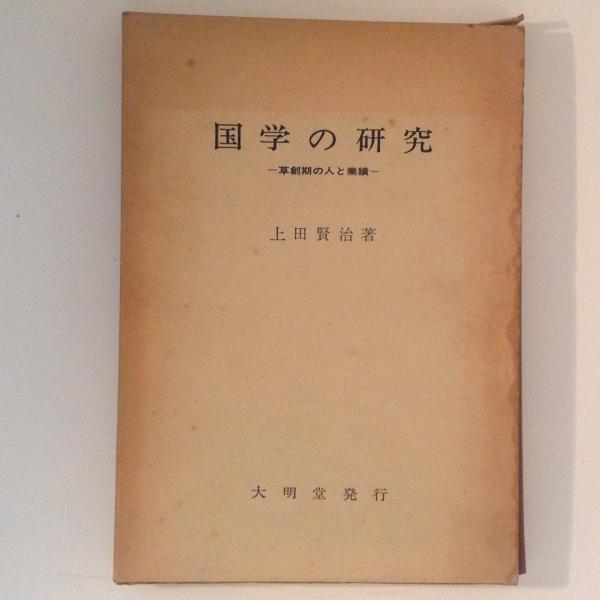 国学の研究
―草創期の人と業績―
上田賢治著
大明堂発行